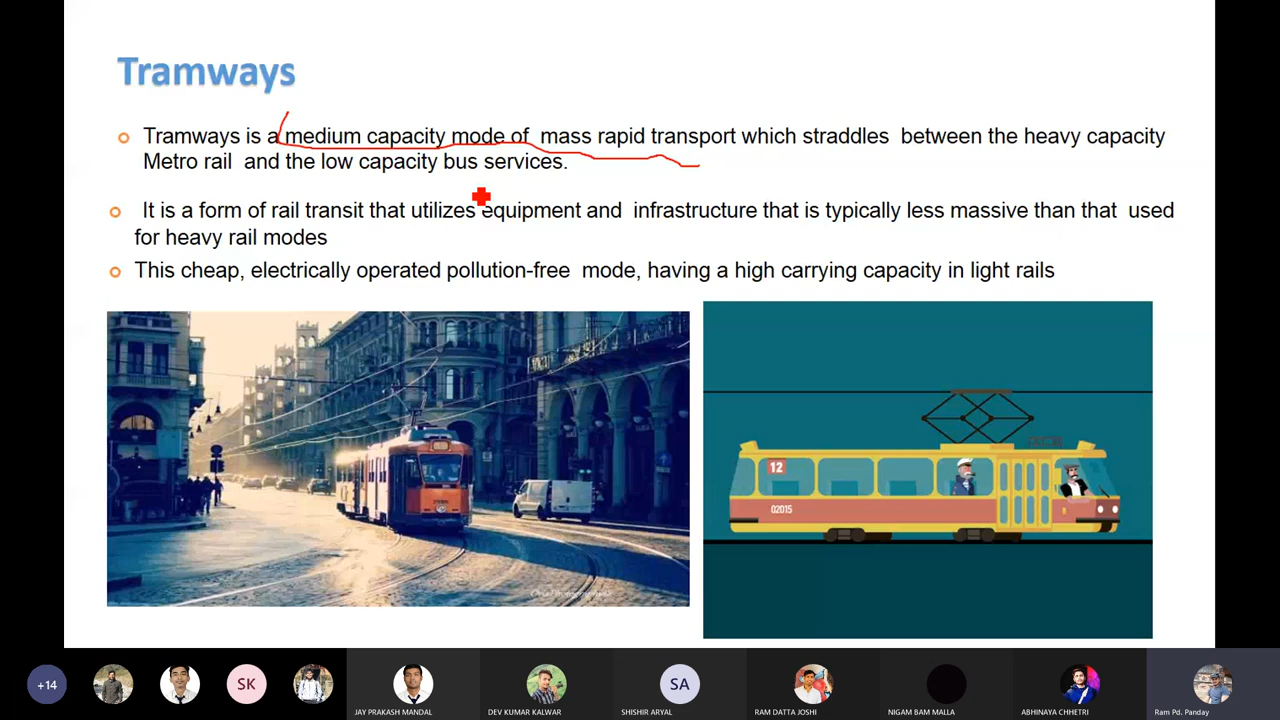 Tramways
Tramways is a medium capacity mode of mass rapid transport which straddles between the heavy capacity
Metro rail and the low capacity bus services.
It is a form of rail transit that utilizes equipment and infrastructure that is typically less massive than that used
for heavy rail modes
This cheap, electrically operated pollution-free mode, having a high carrying capacity in light rails
12
02015
+14
SK
SA
JAY PRAKASH MANDAL
DEV KUMAR KALWAR
SHISHIR ARYAL
RAM DATTA JOSHI
NIGAM BAM MALLA
ABHINAYA CHHETRI
Ram Pd. Panday